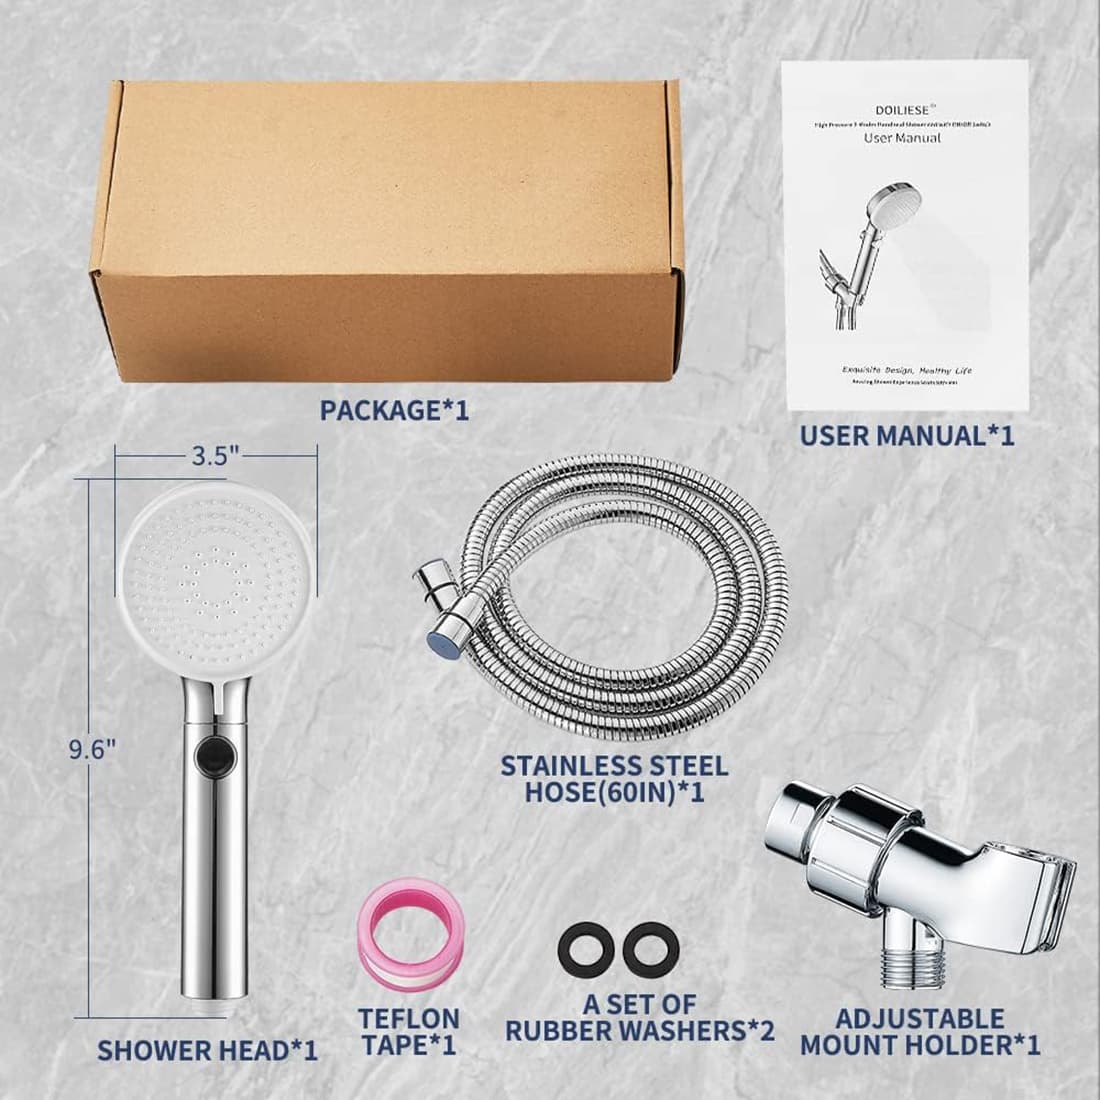 DOILIESE®
User Manual
Exquisite Design, Healthy Life
PACKAGE*1
USER MANUAL*1
3.5"
9.6"
STAINLESS STEEL
HOSE(60IN)*1
SHOWER HEAD*1
TEFLON
TAPE*1
A SET OF
RUBBER WASHERS*2
ADJUSTABLE
MOUNT HOLDER*1